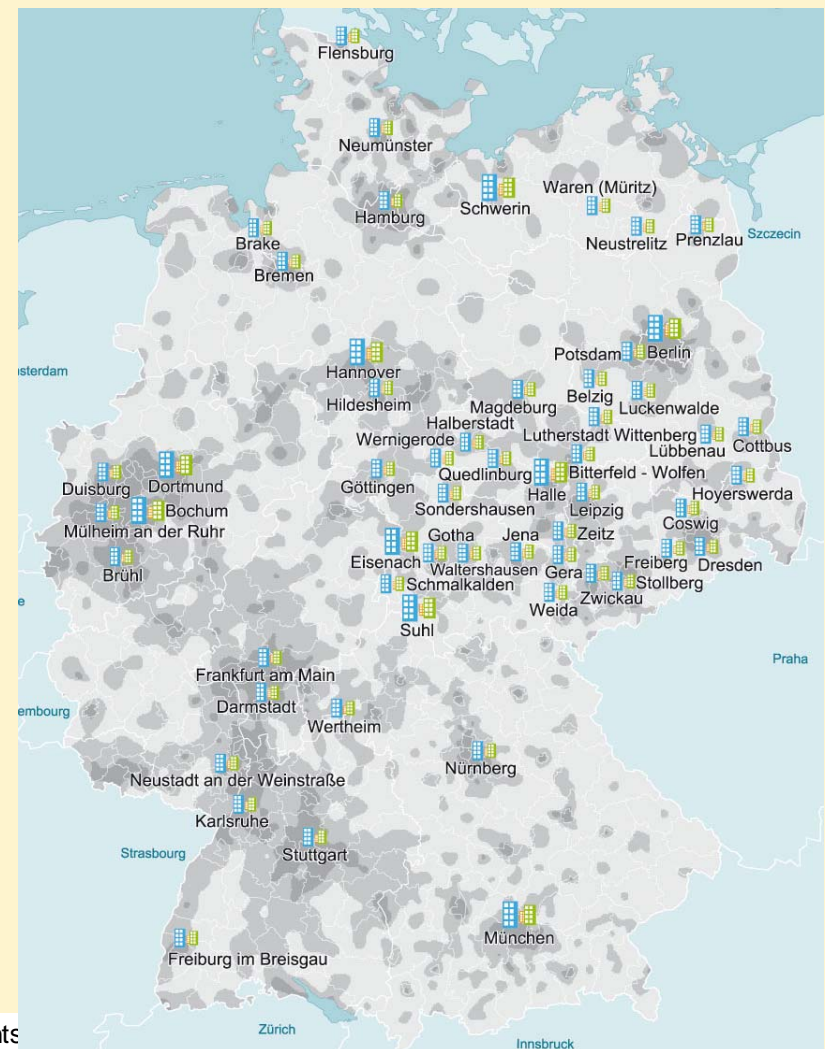 Flensburg
Neumünster
Hamburg
Schwerin
Waren (Müritz)
Neustrelitz
Prenzlau
Szczecin
Brake
Bremen
Potsdam
Berlin
Hannover
Hildesheim
Magdeburg
Belzig
Luckenwalde
Halberstadt
Wernigerode
Lutherstadt Wittenberg
Lübbenau
Cottbus
Duisburg
Dortmund
Göttingen
Quedlinburg
Bitterfeld - Wolfen
Halle
Hoyerswerda
Sondershausen
Leipzig
Bochum
Mülheim an der Ruhr
Coswig
Gotha
Jena
Zeitz
Eisenach
Waltershausen
Gera
Freiberg
Dresden
Brühl
Schmalkalden
Stollberg
Zwickau
Weida
Suhl
Praha
Frankfurt am Main
Darmstadt
Wertheim
Nürnberg
Neustadt an der Weinstraße
Karlsruhe
Strasbourg
Stuttgart
München
Freiburg im Breisgau
Zürich
Innsbruck